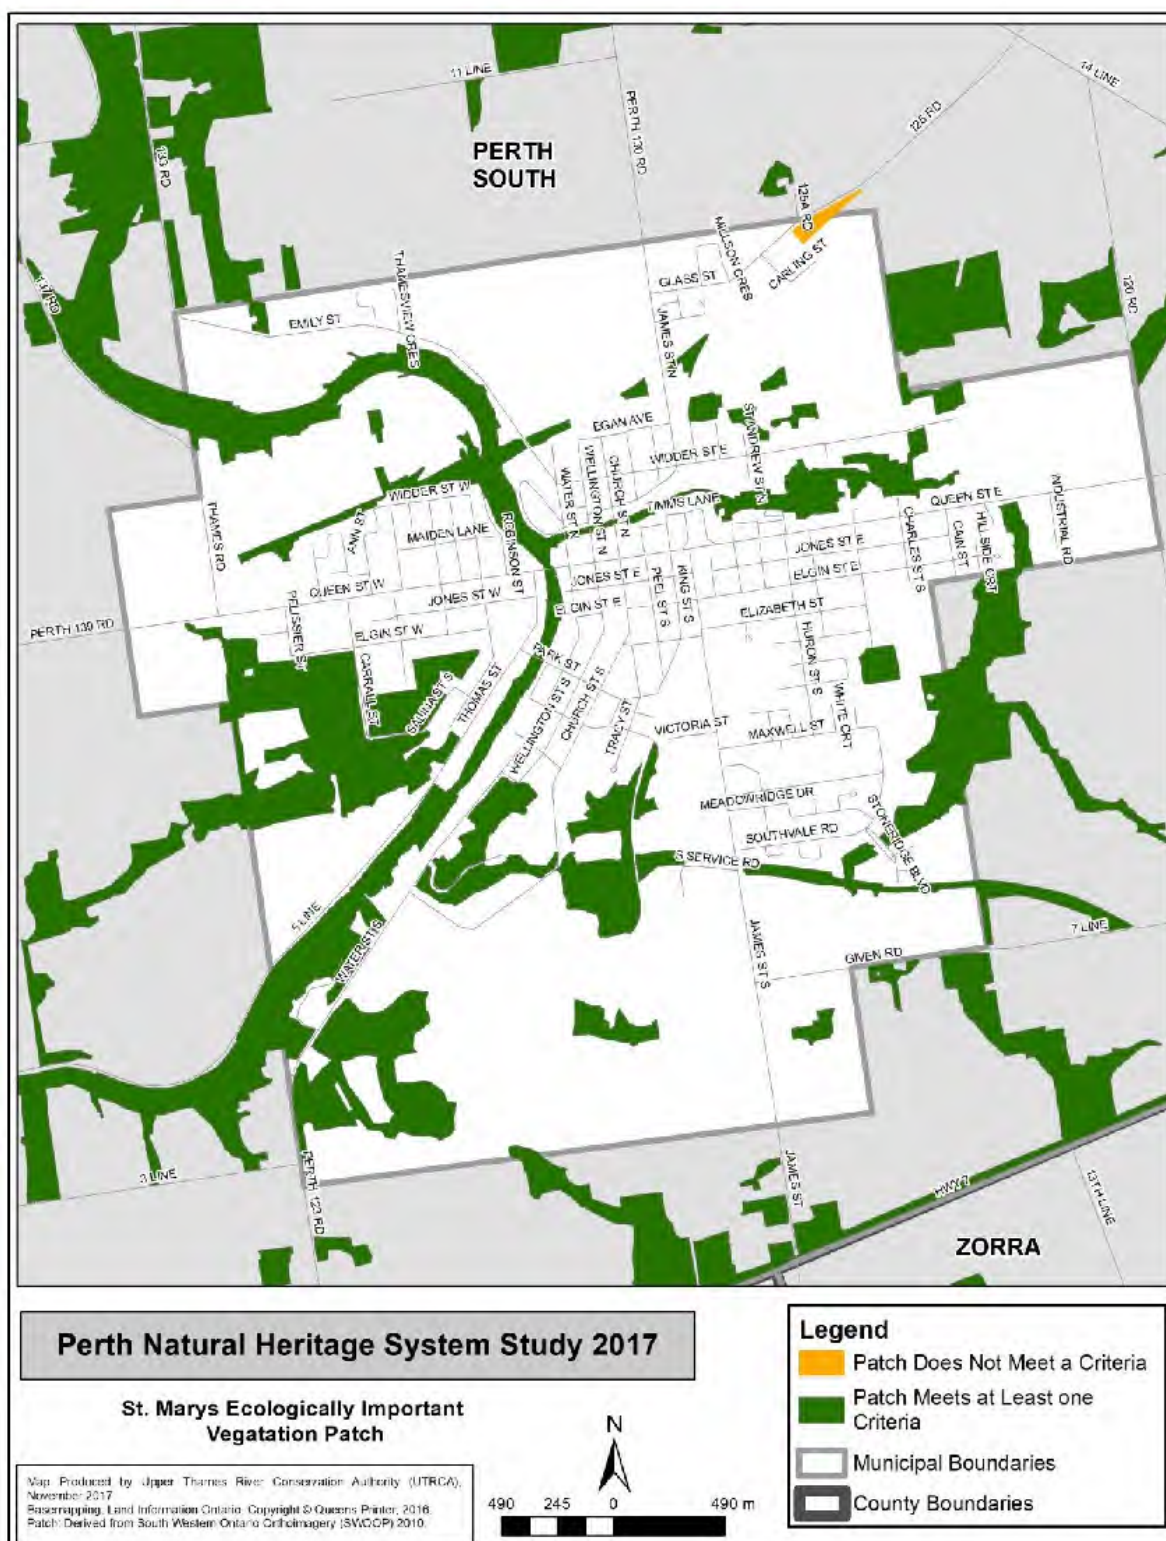 11 LINE
14 LINE
PERTH 130 RD
125 RD
133 RD
PERTH
SOUTH
125A RD
NEILSON CRES
CARLING ST
GLASS ST
137 RD
THAMESVIEW CRES
120 RD
EMILY ST
JAMES ST N
EGAN AVE
ST ANDREW ST N
WIDDER ST E
WATER ST N
WELLINGTON ST N
CHURCH ST N
WIDDER ST W
TIMMS LANE
QUEEN ST E
INDUSTRIAL RD
THAMES RD
ANN ST
MAIDEN LANE
ROBINSON ST
CHARLES ST S
CAIN ST
HILL SIDE CRT
JONES ST E
JONES ST E
ELGIN ST E
QUEEN ST W
JONES ST W
ELGIN ST E
PEEL ST S
KING ST S
ELIZABETH ST
PERTH 139 RD
PELISSIER ST
ELGIN ST W
PARK ST
HURON ST S
CARRALL ST
SALINA ST S
THOMAS ST
WELLINGTON ST S
CHURCH ST S
TRACY ST
VICTORIA ST
MAXWELL ST
WHITE CRT
MEADOWRIDGE DR
SOUTHVALE RD
STONERIDGE BLVD
S SERVICE RD
5 LINE
WATER ST S
JAMES ST S
GIVEN RD
7 LINE
3 LINE
PERTH 123 RD
JAMES ST
HWY 7
13TH LINE
ZORRA
Perth Natural Heritage System Study 2017
St. Marys Ecologically Important
Vegatation Patch
Map Produced by Upper Thames River Conservation Authority (UTRCA),
November 2017
Basemapping, Land Information Ontario. Copyright © Queens Printer, 2016.
Patch: Derived from South Western Ontario Orthoimagery (SWOOP) 2010.
N
490 245 0 490 m
Legend
Patch Does Not Meet a Criteria
Patch Meets at Least one
Criteria
Municipal Boundaries
County Boundaries